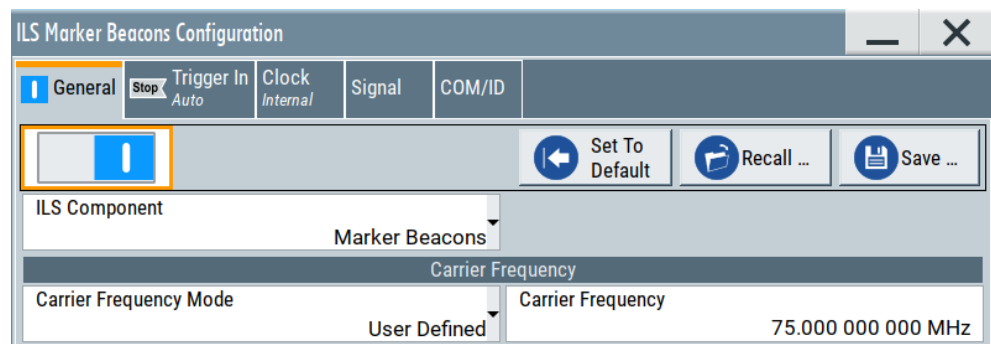 ILS Marker Beacons Configuration
General Stop Trigger In Clock Signal COM/ID
Auto Internal
Set To
Default
Recall ...
Save ...
ILS Component
Marker Beacons
Carrier Frequency
Carrier Frequency Mode Carrier Frequency
User Defined 75.000 000 000 MHz